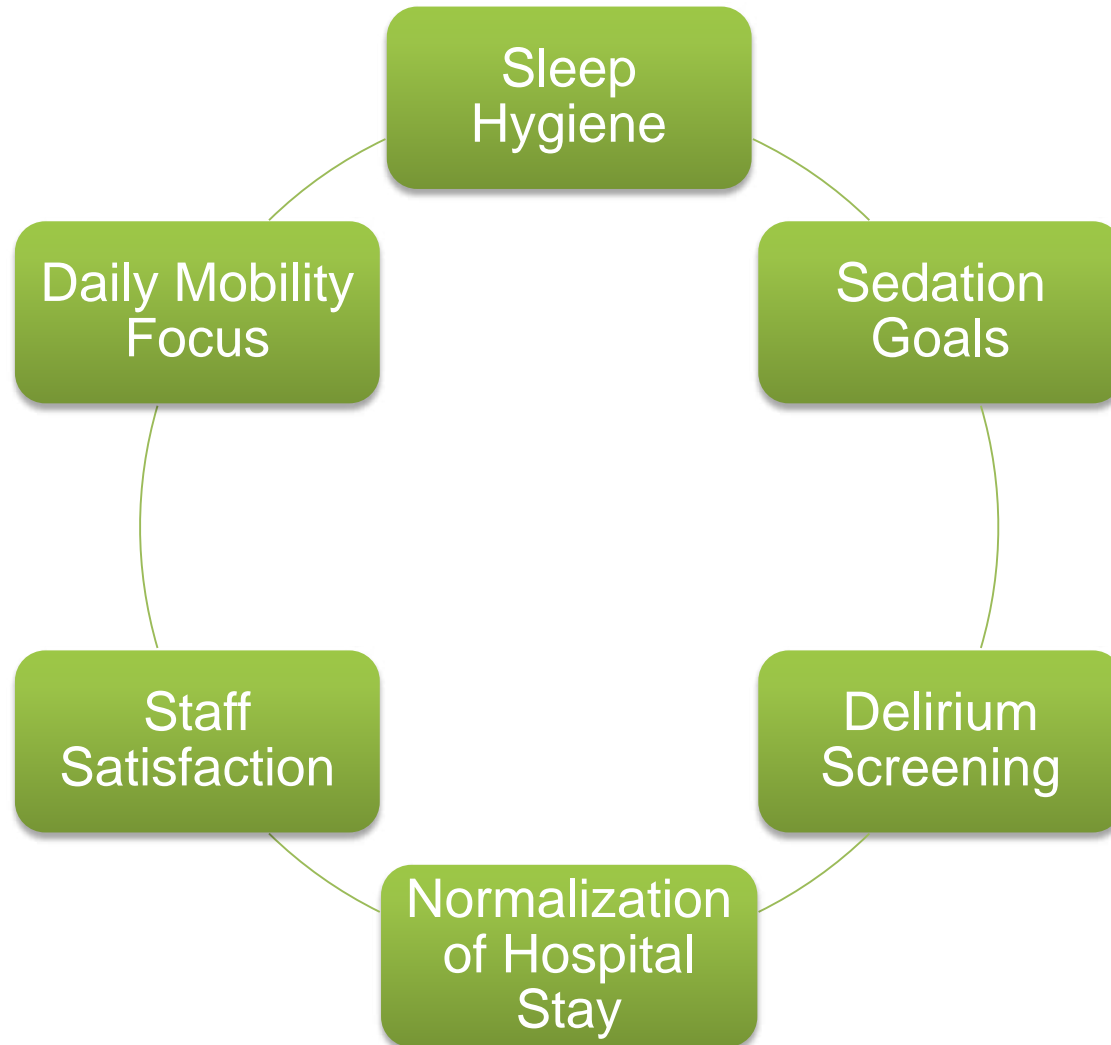 Sleep
Hygiene
Sedation
Goals
Delirium
Screening
Normalization
of Hospital
Stay
Staff
Satisfaction
Daily Mobility
Focus